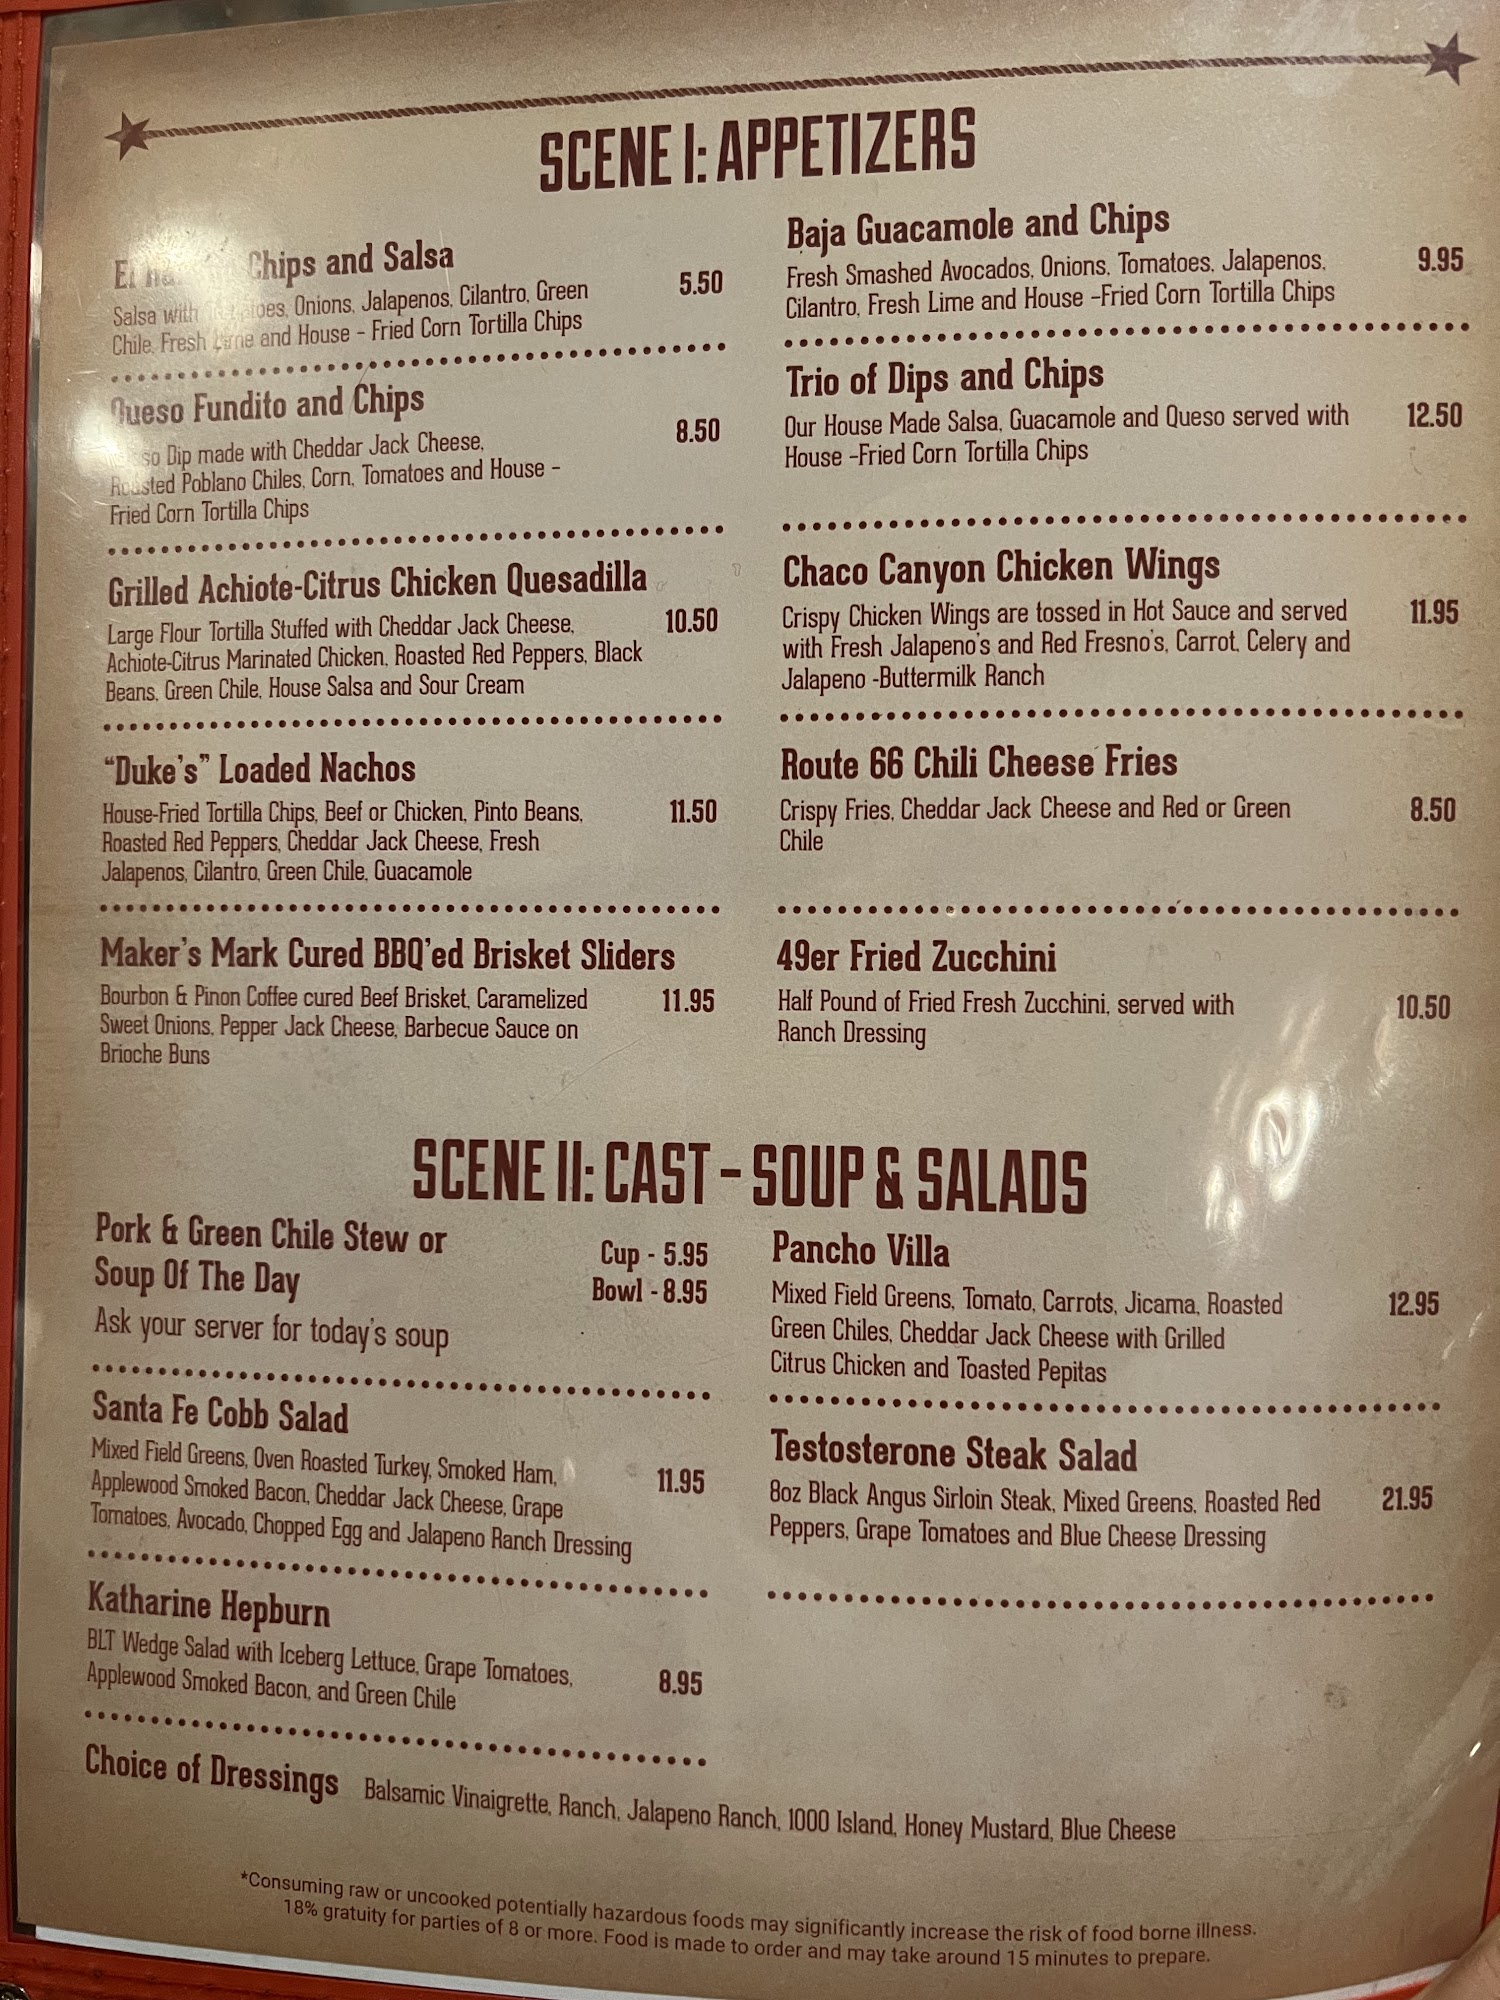 SCENE I: APPETIZERS
Chips and Salsa
Salsa with Onions, Jalapenos, Cilantro, Green
Chile, Fresh Lime and House - Fried Corn Tortilla Chips
5.50
Queso Fundito and Chips
Dip made with Cheddar Jack Cheese,
Roasted Poblano Chiles, Corn, Tomatoes and House -
Fried Corn Tortilla Chips
8.50
Grilled Achiote-Citrus Chicken Quesadilla
Large Flour Tortilla Stuffed with Cheddar Jack Cheese,
Achiote-Citrus Marinated Chicken, Roasted Red Peppers, Black
Beans, Green Chile, House Salsa and Sour Cream
10.50
"Duke's" Loaded Nachos
House-Fried Tortilla Chips, Beef or Chicken, Pinto Beans,
Roasted Red Peppers, Cheddar Jack Cheese, Fresh
Jalapenos, Cilantro, Green Chile, Guacamole
11.50
Maker's Mark Cured BBQ'ed Brisket Sliders
Bourbon & Pinon Coffee cured Beef Brisket, Caramelized
Sweet Onions, Pepper Jack Cheese, Barbecue Sauce on
Brioche Buns
11.95
Baja Guacamole and Chips
Fresh Smashed Avocados, Onions, Tomatoes, Jalapenos,
Cilantro, Fresh Lime and House -Fried Corn Tortilla Chips
9.95
Trio of Dips and Chips
Our House Made Salsa, Guacamole and Queso served with
House -Fried Corn Tortilla Chips
12.50
Chaco Canyon Chicken Wings
Crispy Chicken Wings are tossed in Hot Sauce and served
with Fresh Jalapeno's and Red Fresno's, Carrot, Celery and
Jalapeno -Buttermilk Ranch
11.95
Route 66 Chili Cheese Fries
Crispy Fries, Cheddar Jack Cheese and Red or Green
Chile
8.50
49er Fried Zucchini
Half Pound of Fried Fresh Zucchini, served with
Ranch Dressing
10.50
SCENE II: CAST - SOUP & SALADS
Pork & Green Chile Stew or
Soup Of The Day
Ask your server for today's soup
Cup - 5.95
Bowl - 8.95
Santa Fe Cobb Salad
Mixed Field Greens, Oven Roasted Turkey, Smoked Ham,
Applewood Smoked Bacon, Cheddar Jack Cheese, Grape
Tomatoes, Avocado, Chopped Egg and Jalapeno Ranch Dressing
11.95
Katharine Hepburn
BLT Wedge Salad with Iceberg Lettuce, Grape Tomatoes,
Applewood Smoked Bacon, and Green Chile
8.95
Pancho Villa
Mixed Field Greens, Tomato, Carrots, Jicama, Roasted
Green Chiles, Cheddar Jack Cheese with Grilled
Citrus Chicken and Toasted Pepitas
12.95
Testosterone Steak Salad
8oz Black Angus Sirloin Steak, Mixed Greens, Roasted Red
Peppers, Grape Tomatoes and Blue Cheese Dressing
21.95
Choice of Dressings Balsamic Vinaigrette, Ranch, Jalapeno Ranch, 1000 Island, Honey Mustard, Blue Cheese
*Consuming raw or uncooked potentially hazardous foods may significantly increase the risk of food borne illness.
18% gratuity for parties of 8 or more. Food is made to order and may take around 15 minutes to prepare.